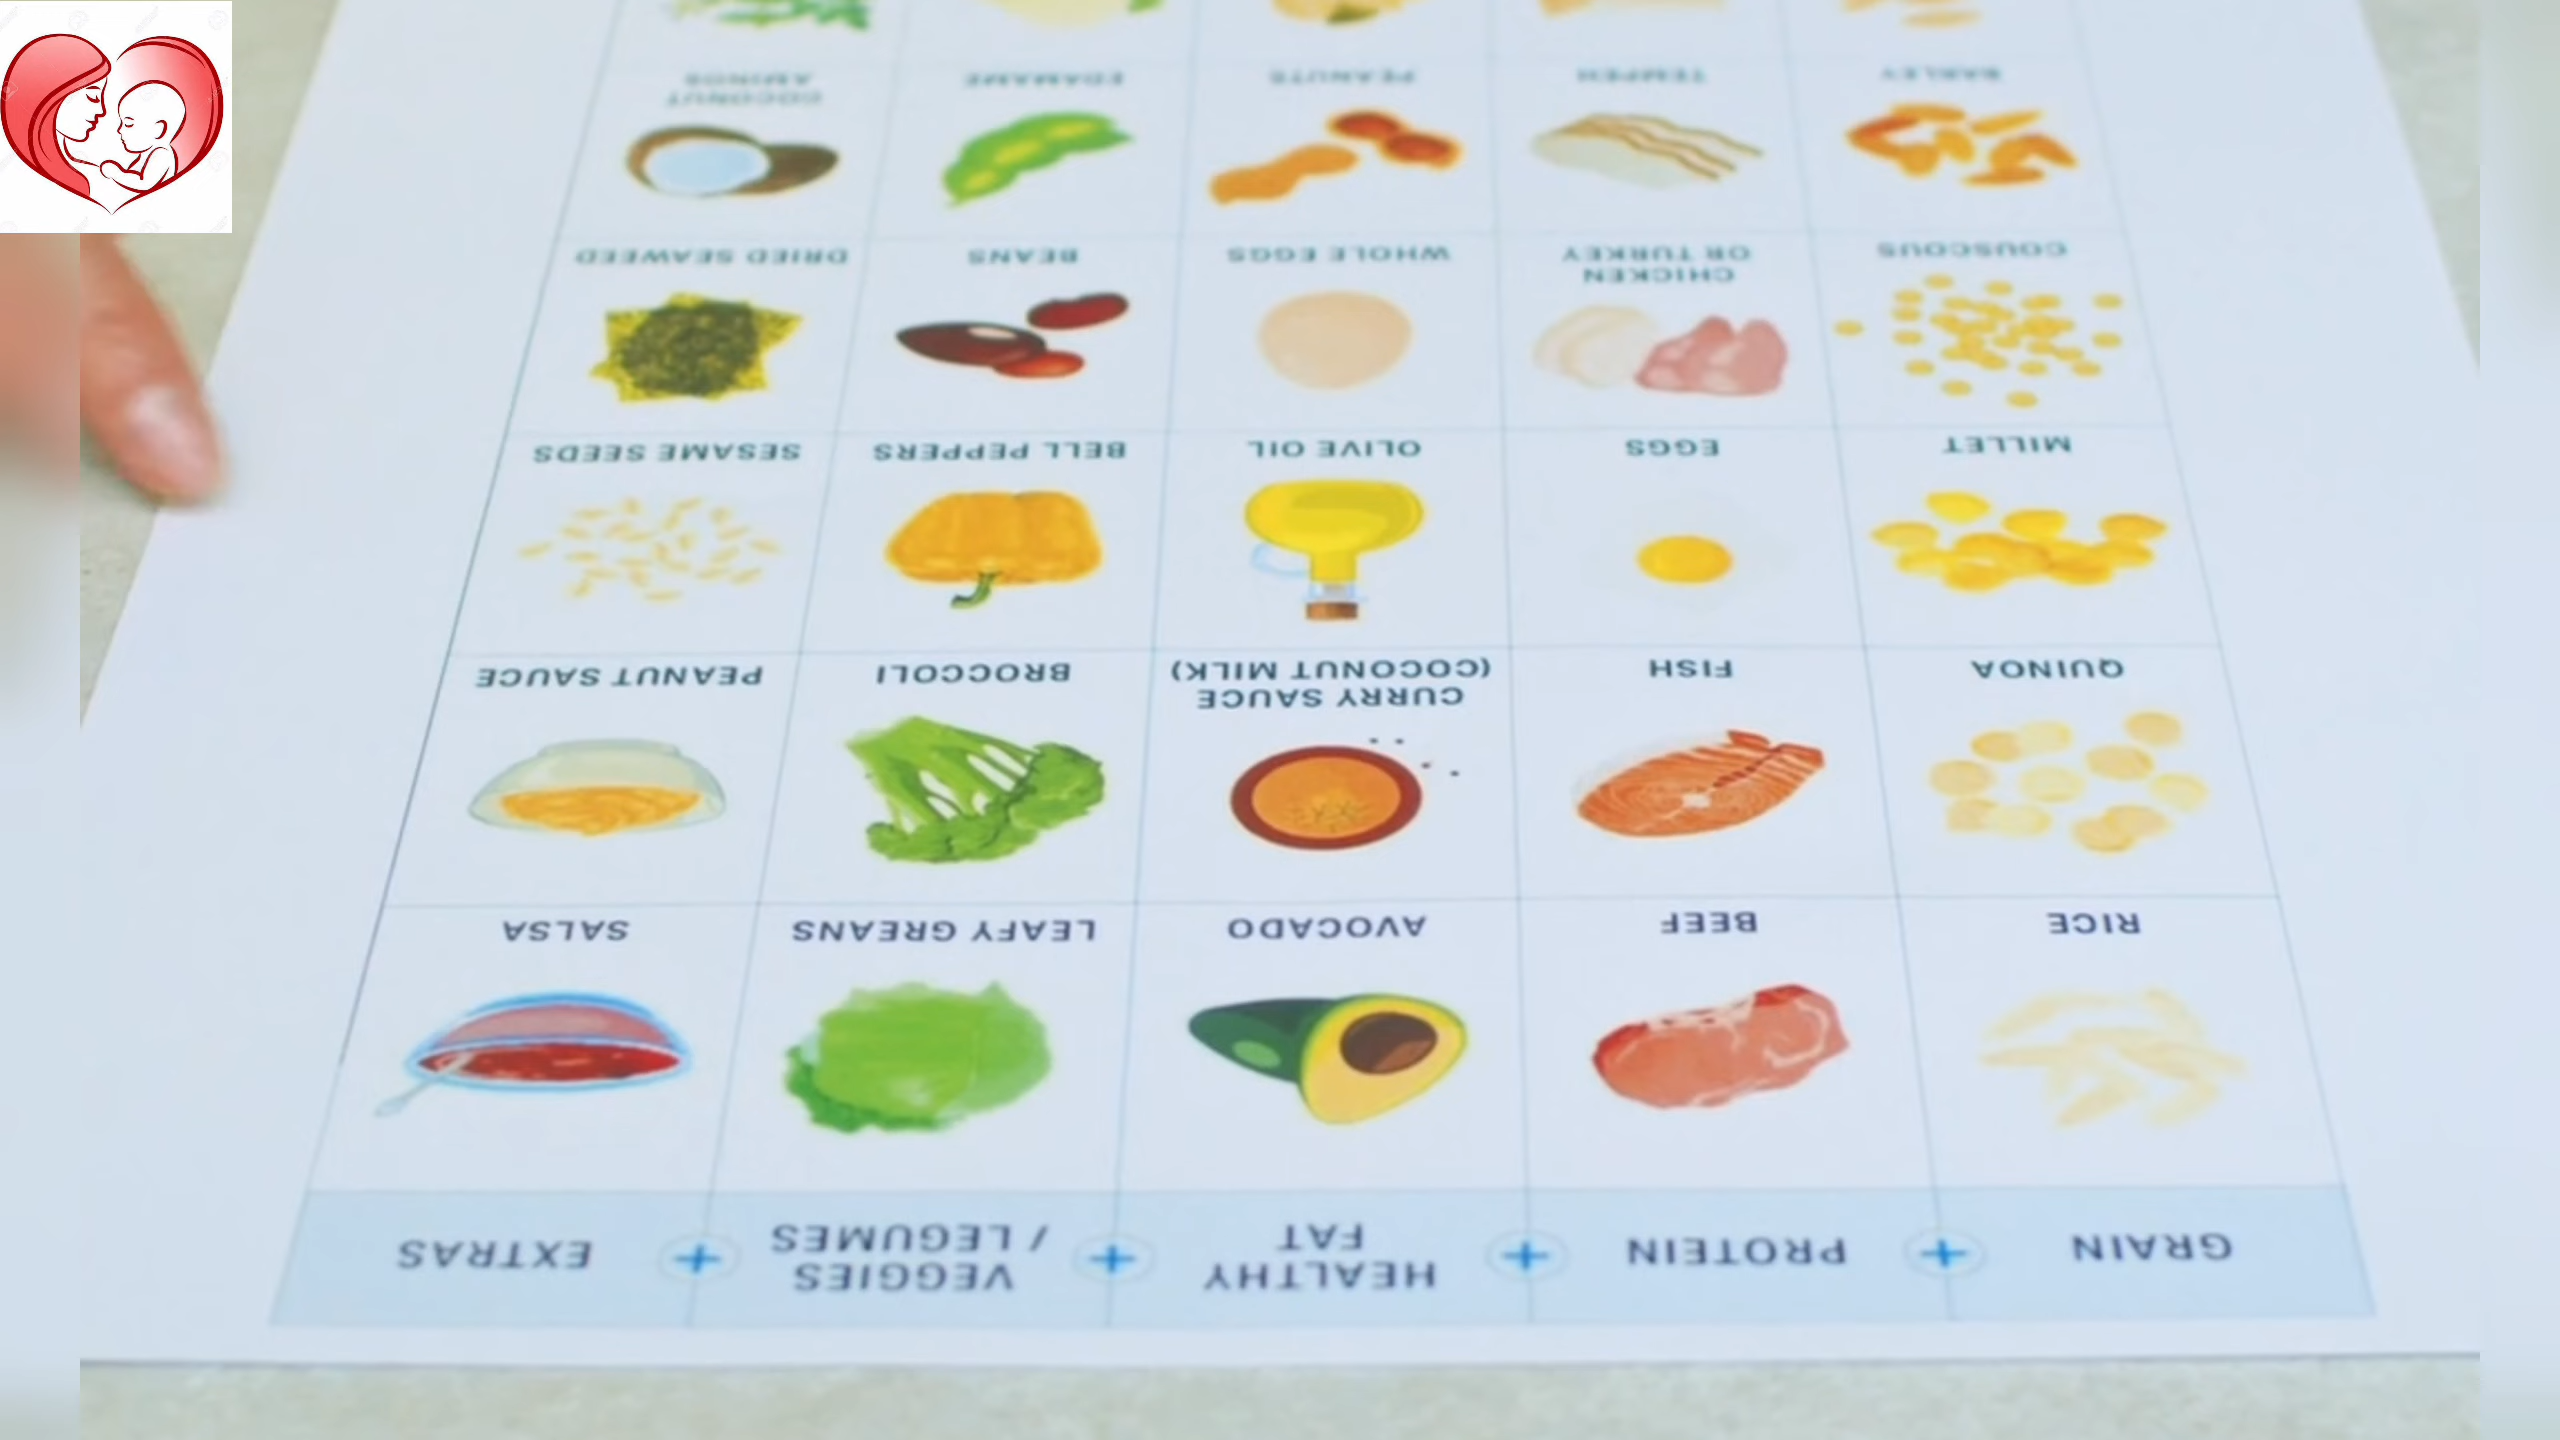 GRAIN
PROTEIN
HEALTHY
FAT
VEGGIES
/ LEGUMES
EXTRAS
RICE
BEEF
AVOCADO
LEAFY GREANS
SALSA
QUINOA
FISH
CURRY SAUCE
(COCONUT MILK)
BROCCOLI
PEANUT SAUCE
MILLET
EGGS
OLIVE OIL
BELL PEPPERS
SESAME SEEDS
COUSCOUS
CHICKEN
OR TURKEY
WHOLE EGGS
BEANS
DRIED SEAWEED
BARLEY
TEMPEH
PEANUTS
EDAMAME
COCONUT
AMINOS